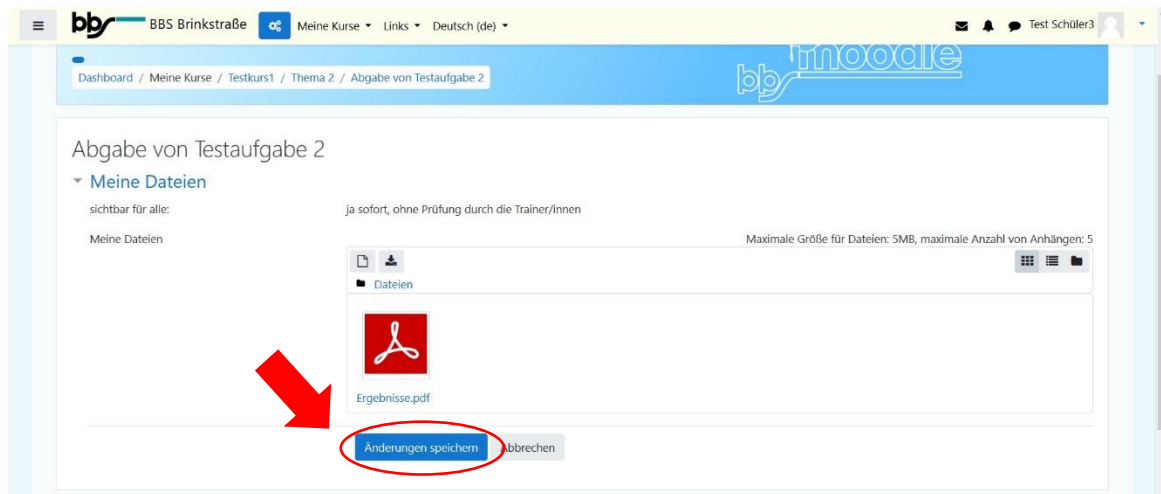 bbs BBS Brinkstraße Meine Kurse Links Deutsch (de) Test Schüler3
bbs moodle
Dashboard / Meine Kurse / Testkurs1 / Thema 2 / Abgabe von Testaufgabe 2
Abgabe von Testaufgabe 2
Meine Dateien
sichtbar für alle: ja sofort, ohne Prüfung durch die Trainer/innen
Meine Dateien Maximale Größe für Dateien: 5MB, maximale Anzahl von Anhängen: 5
Dateien
Ergebnisse.pdf
Änderungen speichern Abbrechen